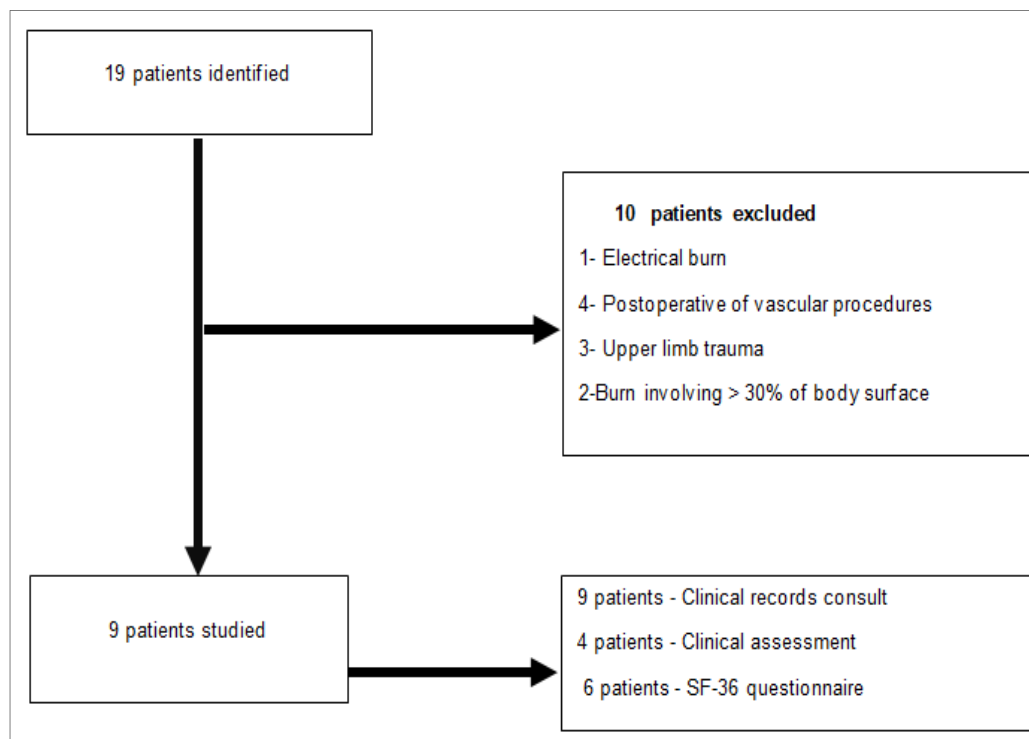 19 patients identified
10 patients excluded
1- Electrical burn
4- Postoperative of vascular procedures
3- Upper limb trauma
2-Burn involving > 30% of body surface
9 patients studied
9 patients - Clinical records consult
4 patients - Clinical assessment
6 patients - SF-36 questionnaire